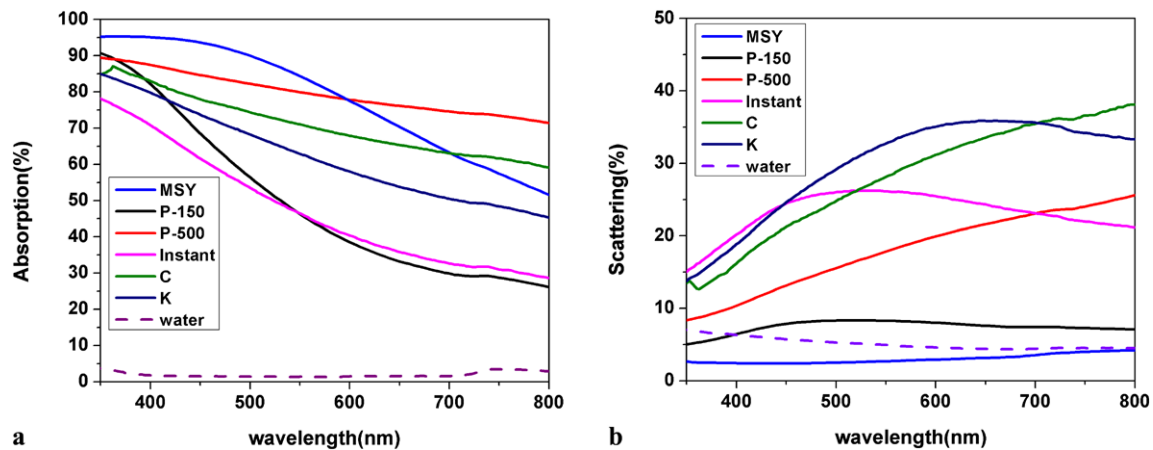 100
90
80
70
60
50
40
30
20
10
0
Absorption(%)
MSY
P-150
P-500
Instant
C
K
water
400
500
600
700
800
wavelength(nm)
a
50
40
30
20
10
0
Scattering(%)
MSY
P-150
P-500
Instant
C
K
water
400
500
600
700
800
wavelength(nm)
b